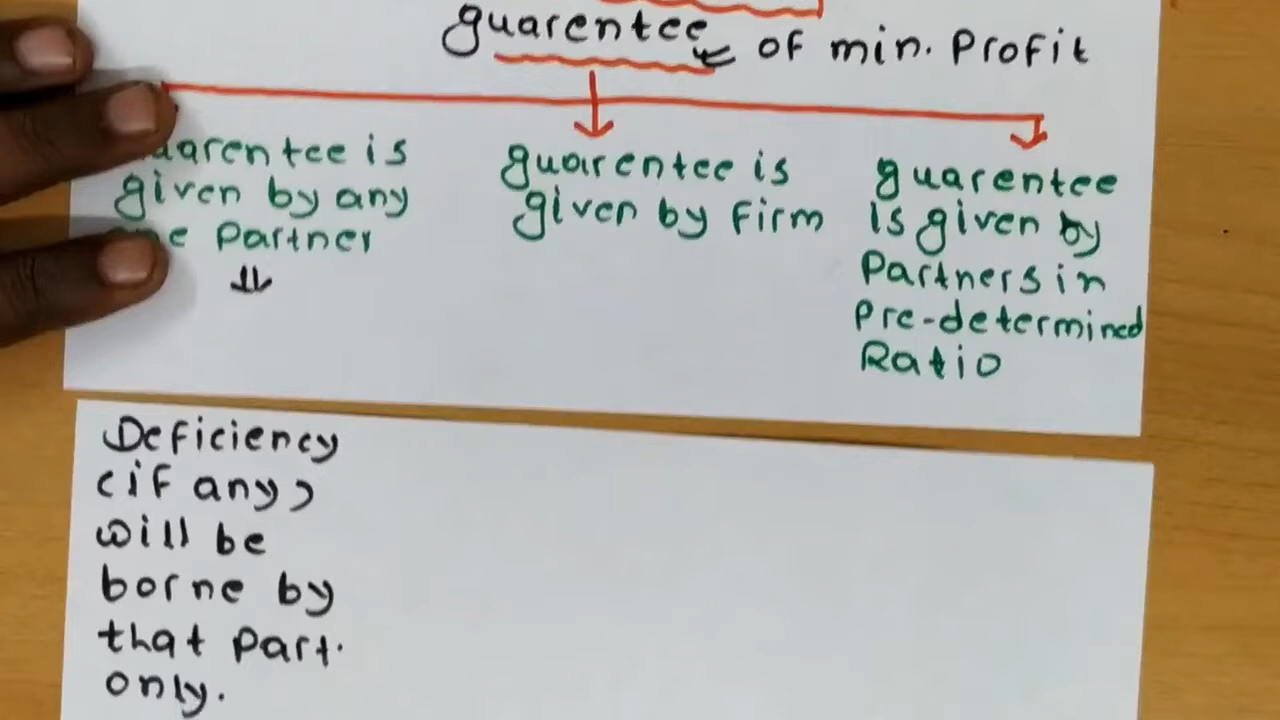 guarentee of min. Profit
is
given by any
Partner
guarentee is
given by Firm
guarentee
is given by
Partners in
Pre-determined
Ratio
Deficiency
(if any)
will be
borne by
that Part.
only.